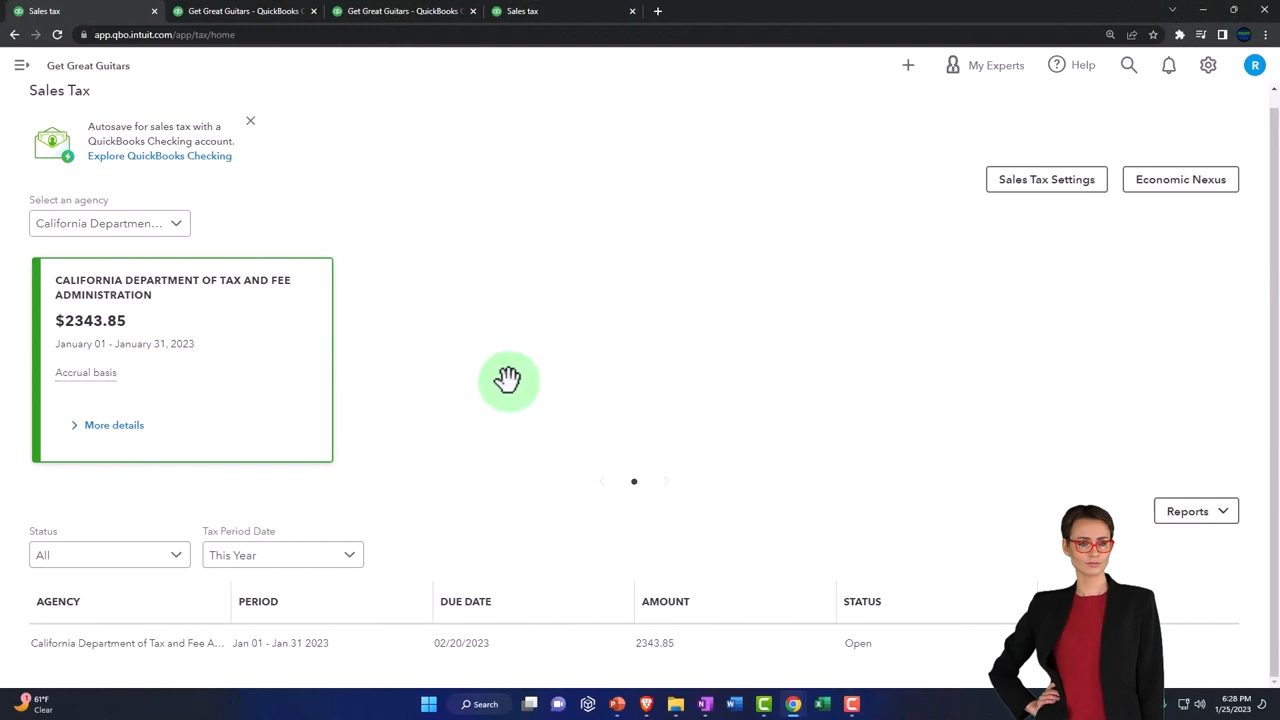 Sales tax
Get Great Guitars - QuickBooks C
Get Great Guitars - QuickBooks C
Sales tax
app.qbo.intuit.com/app/tax/home
Get Great Guitars
My Experts
Help
R
Sales Tax
Autosave for sales tax with a
QuickBooks Checking account.
Explore QuickBooks Checking
Sales Tax Settings
Economic Nexus
Select an agency
California Departmen...
CALIFORNIA DEPARTMENT OF TAX AND FEE
ADMINISTRATION
$2343.85
January 01 - January 31, 2023
Accrual basis
More details
Reports
Status
Tax Period Date
All
This Year
AGENCY PERIOD DUE DATE AMOUNT STATUS
California Department of Tax and Fee A... Jan 01 - Jan 31 2023 02/20/2023 2343.85 Open
61°F
Clear
Search
6:28 PM
1/25/2023